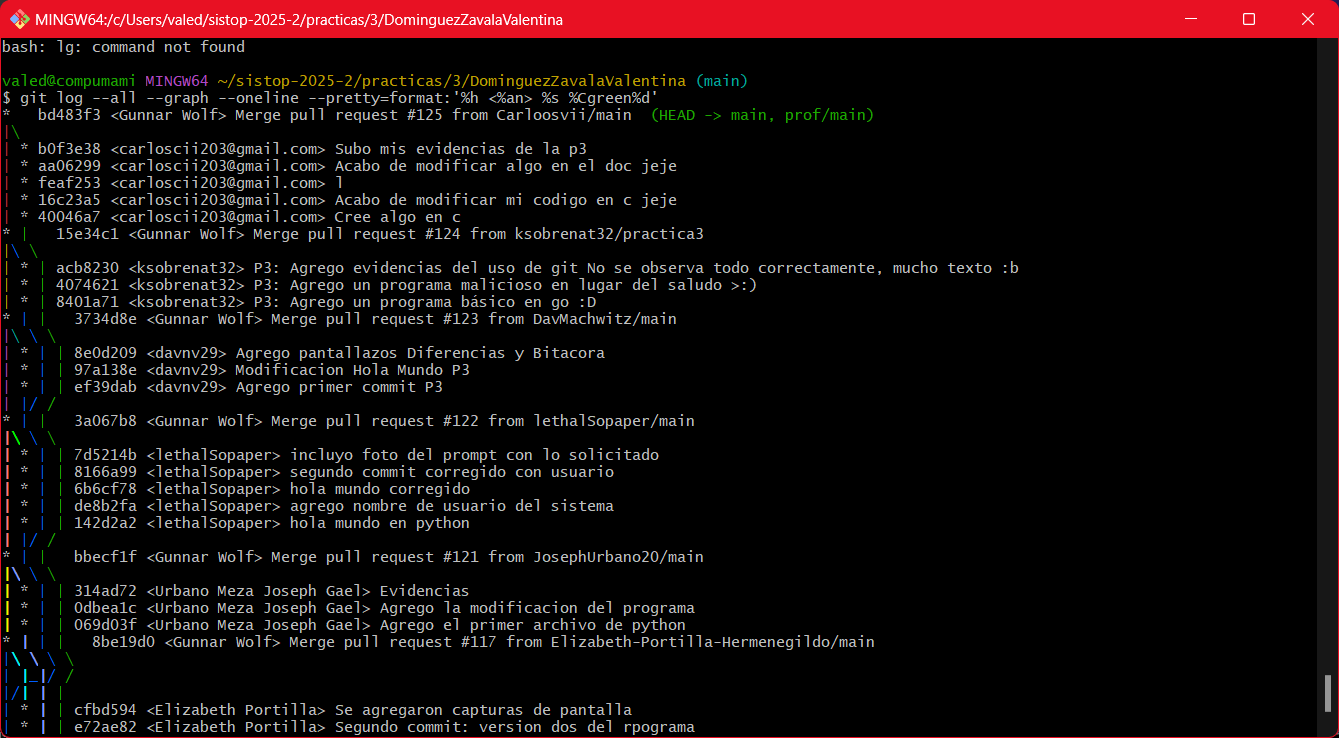 MINGW64:/c/Users/valed/sistop-2025-2/practicas/3/DominguezZavalaValentina
bash: lg: command not found
valed@compumami MINGW64 ~/sistop-2025-2/practicas/3/DominguezZavalaValentina (main)
$ git log --all --graph --oneline --pretty=format:'%h <%an> %s %Cgreen%d'
*   bd483f3 <Gunnar Wolf> Merge pull request #125 from Carloosvii/main  (HEAD -> main, prof/main)
|\
| * b0f3e38 <carloscii203@gmail.com> Subo mis evidencias de la p3
| * aa06299 <carloscii203@gmail.com> Acabo de modificar algo en el doc jeje
| * feaf253 <carloscii203@gmail.com> l
| * 16c23a5 <carloscii203@gmail.com> Acabo de modificar mi codigo en c jeje
| * 40046a7 <carloscii203@gmail.com> Cree algo en c
* |   15e34c1 <Gunnar Wolf> Merge pull request #124 from ksobrenat32/practica3
|\ \
| * | acb8230 <ksobrenat32> P3: Agrego evidencias del uso de git No se observa todo correctamente, mucho texto :b
| * | 4074621 <ksobrenat32> P3: Agrego un programa malicioso en lugar del saludo >:)
| * | 8401a71 <ksobrenat32> P3: Agrego un programa básico en go :D
* | |   3734d8e <Gunnar Wolf> Merge pull request #123 from DavMachwitz/main
|\ \ \
| * | | 8e0d209 <davnv29> Agrego pantallazos Diferencias y Bitacora
| * | | 97a138e <davnv29> Modificacion Hola Mundo P3
| * | | ef39dab <davnv29> Agrego primer commit P3
| |/ /
* | |   3a067b8 <Gunnar Wolf> Merge pull request #122 from lethalSopaper/main
|\ \ \
| * | | 7d5214b <lethalSopaper> incluyo foto del prompt con lo solicitado
| * | | 8166a99 <lethalSopaper> segundo commit corregido con usuario
| * | | 6b6cf78 <lethalSopaper> hola mundo corregido
| * | | de8b2fa <lethalSopaper> agrego nombre de usuario del sistema
| * | | 142d2a2 <lethalSopaper> hola mundo en python
| |/ /
* | |   bbecf1f <Gunnar Wolf> Merge pull request #121 from JosephUrbano20/main
|\ \ \
| * | | 314ad72 <Urbano Meza Joseph Gael> Evidencias
| * | | 0dbea1c <Urbano Meza Joseph Gael> Agrego la modificacion del programa
| * | | 069d03f <Urbano Meza Joseph Gael> Agrego el primer archivo de python
* | | |   8be19d0 <Gunnar Wolf> Merge pull request #117 from Elizabeth-Portilla-Hermenegildo/main
|\ \ \ \
| |_|/ /
|/| | |
| * | | cfbd594 <Elizabeth Portilla> Se agregaron capturas de pantalla
| * | | e72ae82 <Elizabeth Portilla> Segundo commit: version dos del rpograma